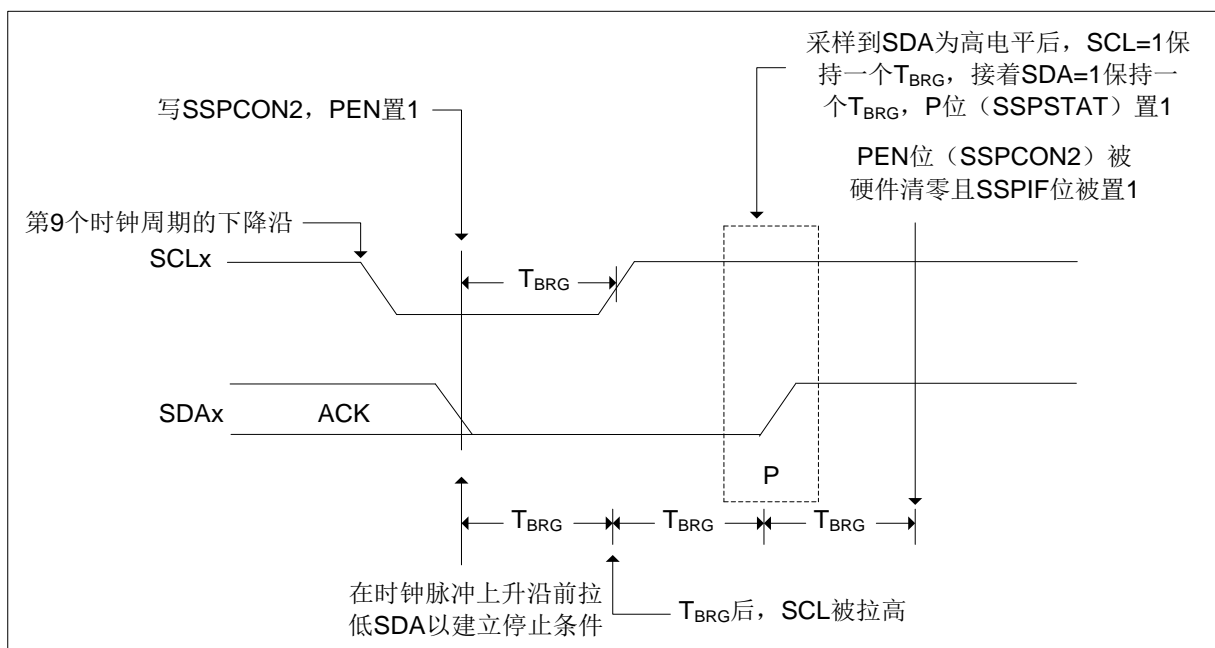 采样到SDA为高电平后，SCL=1保
持一个TBRG，接着SDA=1保持一
个TBRG，P位（SSPSTAT）置1
写SSPCON2，PEN置1
PEN位（SSPCON2）被
硬件清零且SSPIF位被置1
第9个时钟周期的下降沿
SCLx
TBRG
SDAx
ACK
P
TBRG
TBRG
TBRG
在时钟脉冲上升沿前拉
低SDA以建立停止条件
TBRG后，SCL被拉高